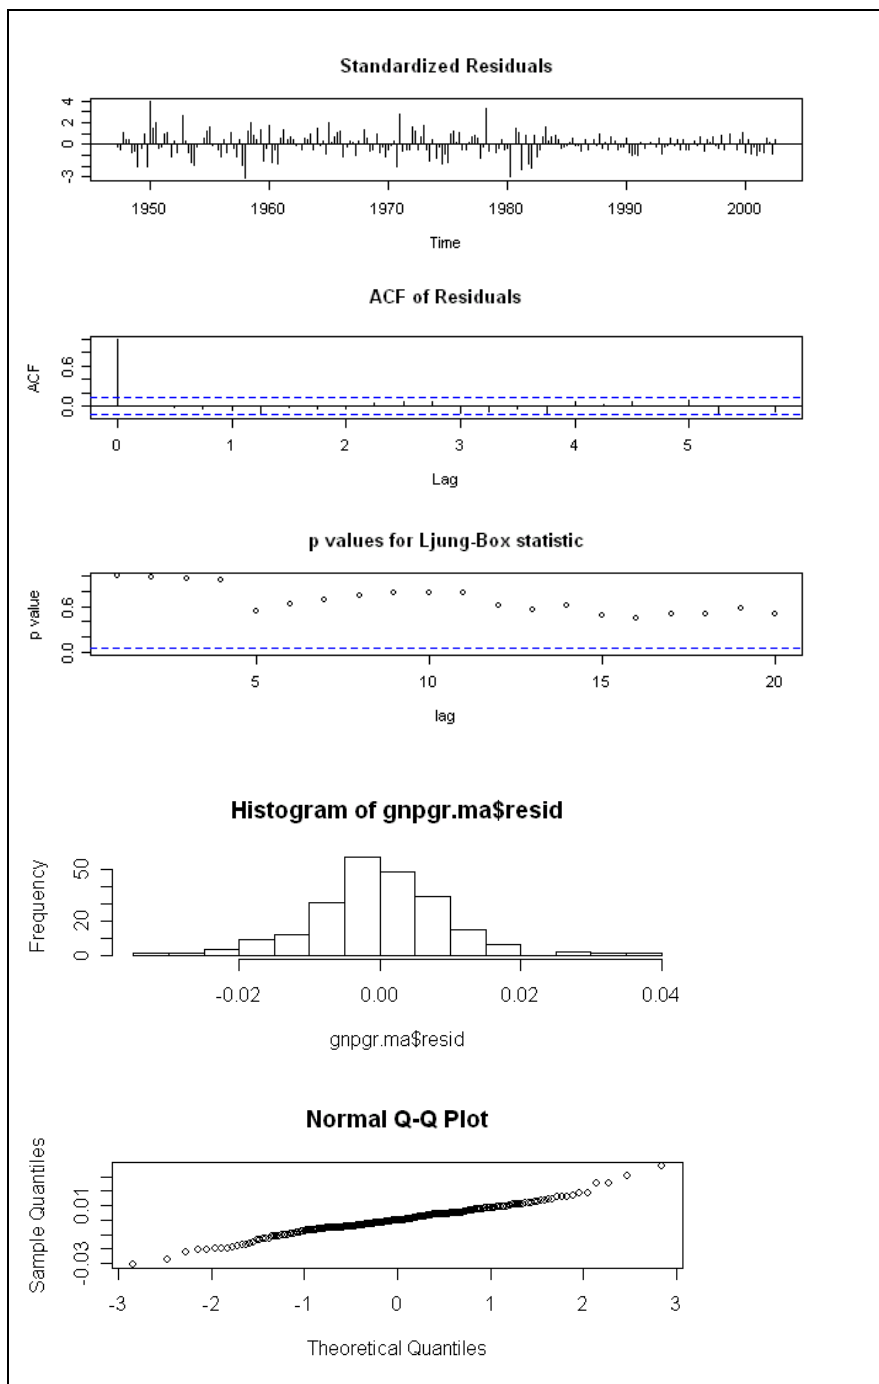 Standardized Residuals
-3 0 2 4
1950 1960 1970 1980 1990 2000
Time
ACF of Residuals
ACF
0.0 0.6
0 1 2 3 4 5
Lag
p values for Ljung-Box statistic
p value
0.0 0.6
5 10 15 20
lag
Histogram of gnpgr.ma$resid
Frequency
0 20 50
-0.02 0.00 0.02 0.04
gnpgr.ma$resid
Normal Q-Q Plot
Sample Quantiles
-0.03 0.01
-3 -2 -1 0 1 2 3
Theoretical Quantiles